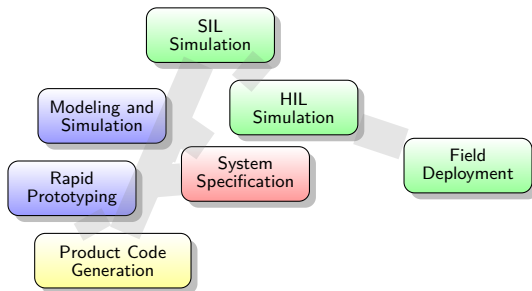 SIL
Simulation
Modeling and
Simulation
HIL
Simulation
System
Specification
Field
Deployment
Rapid
Prototyping
Product Code
Generation